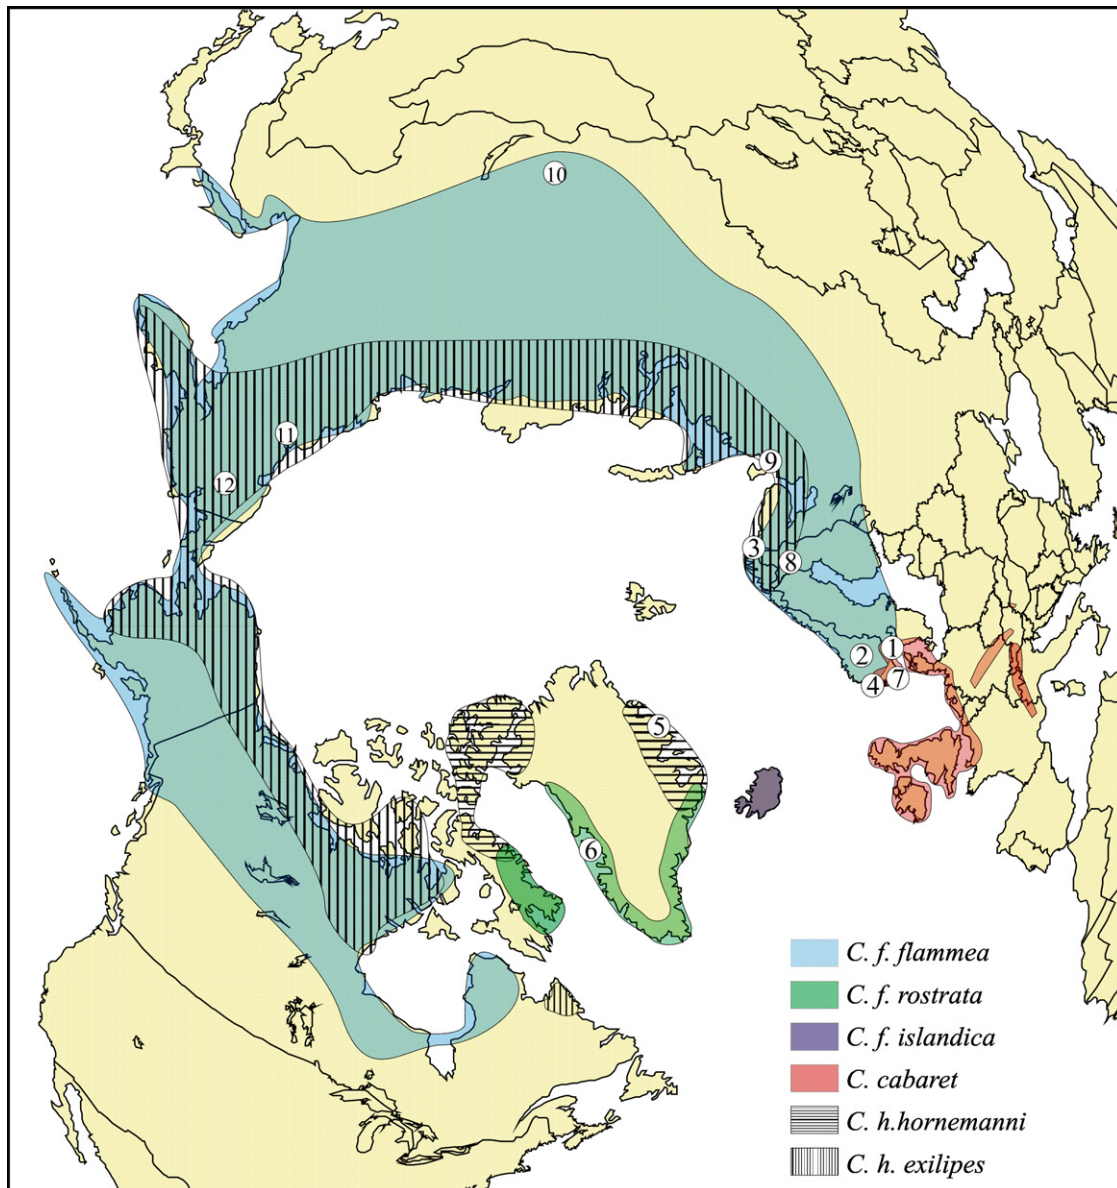 10
11
12
9
3
8
1
2
7
4
5
6
C. f. flammea
C. f. rostrata
C. f. islandica
C. cabaret
C. h.hornemanni
C. h. exilipes